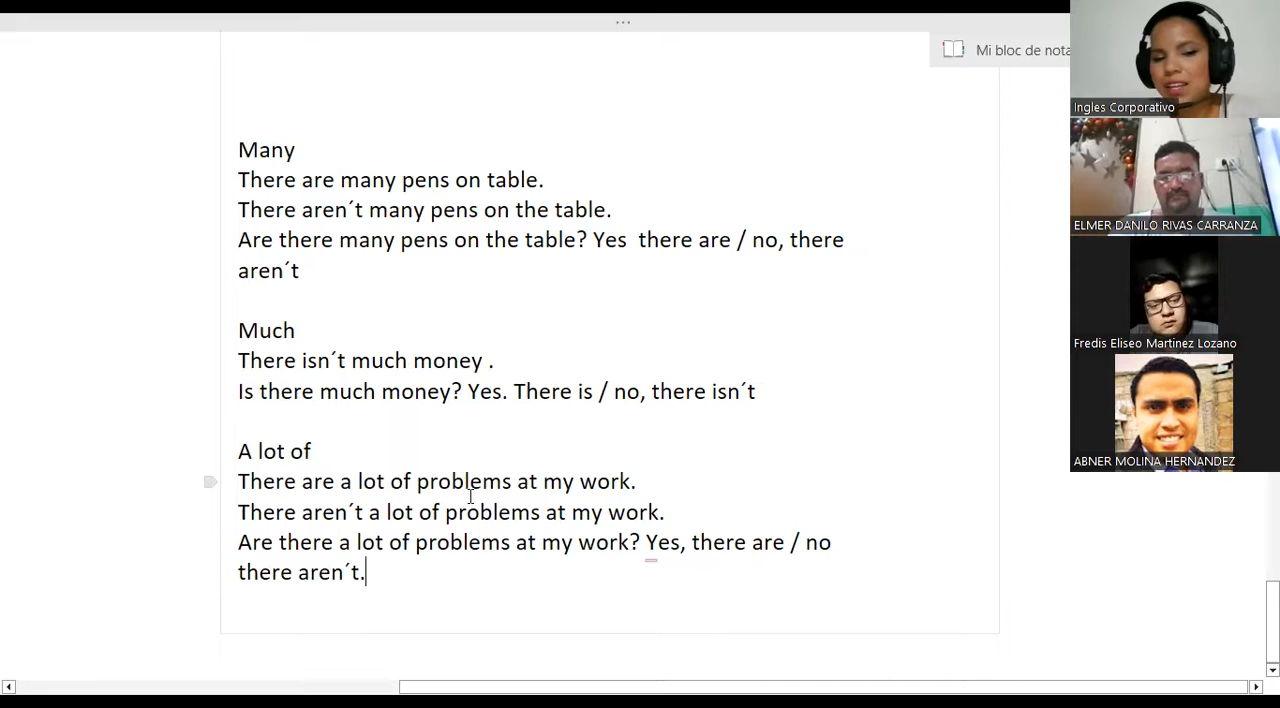 ...
Mi bloc de nota
Ingles Corporativo
Many
There are many pens on table.
ELMER DANILO RIVAS CARRANZA
There aren´t many pens on the table.
Are there many pens on the table? Yes  there are / no, there
aren´t
Much
Fredis Eliseo Martinez Lozano
There isn´t much money .
Is there much money? Yes. There is / no, there isn´t
A lot of
ABNER MOLINA HERNANDEZ
There are a lot of problems at my work.
There aren´t a lot of problems at my work.
Are there a lot of problems at my work? Yes, there are / no
there aren´t.